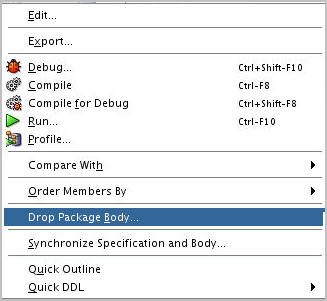 Edit...
Export...
Debug... Ctrl+Shift-F10
Compile Ctrl-F8
Compile for Debug Ctrl+Shift-F8
Run... Ctrl-F10
Profile...
Compare With
Order Members By
Drop Package Body...
Synchronize Specification and Body...
Quick Outline
Quick DDL